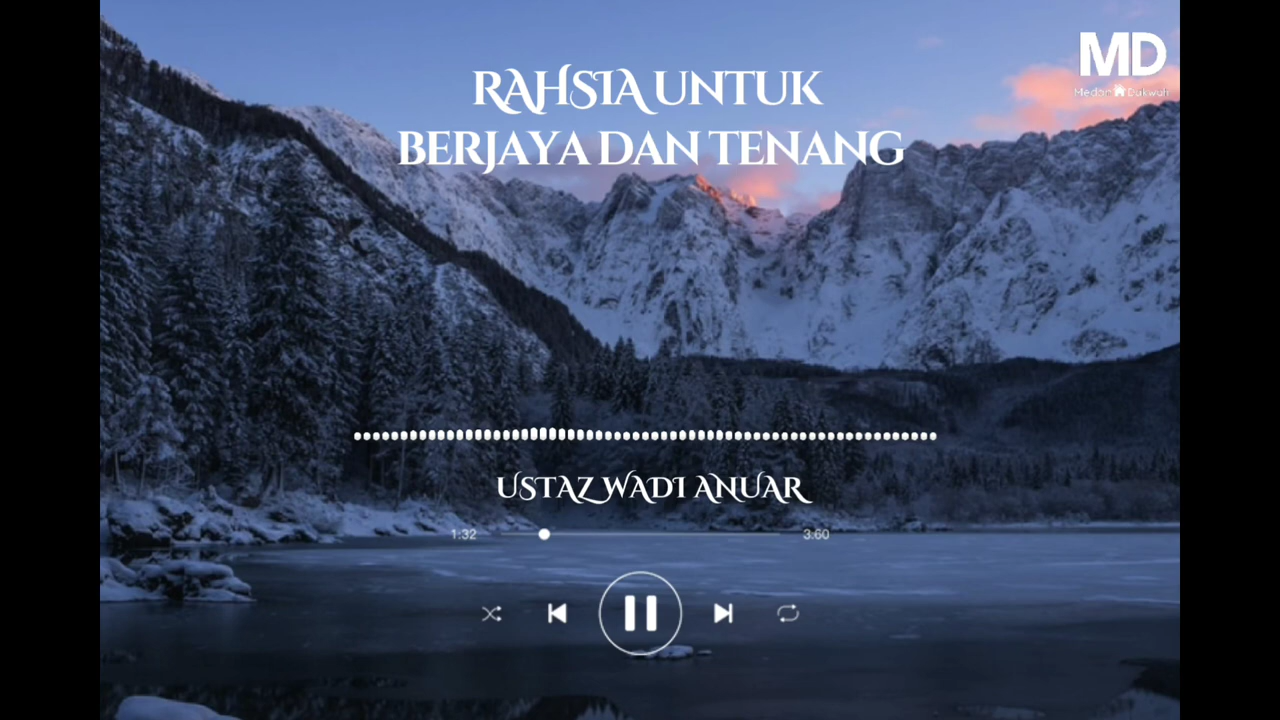 MD
Medan Dakwah
RAHSIA UNTUK
BERJAYA DAN TENANG
USTAZ WADI ANUAR
1:32
3:60